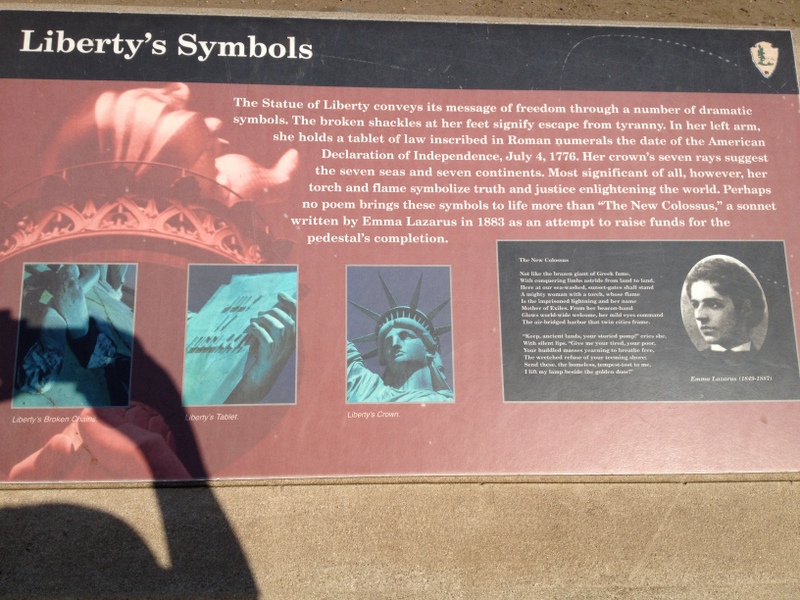 Liberty's Symbols
The Statue of Liberty conveys its message of freedom through a number of dramatic
symbols. The broken shackles at her feet signify escape from tyranny. In her left arm,
she holds a tablet of law inscribed in Roman numerals the date of the American
Declaration of Independence, July 4, 1776. Her crown's seven rays suggest
the seven seas and seven continents. Most significant of all, however, her
torch and flame symbolize truth and justice enlightening the world. Perhaps
no poem brings these symbols to life more than "The New Colossus," a sonnet
written by Emma Lazarus in 1883 as an attempt to raise funds for the
pedestal's completion.
Liberty's Broken Chains.
Liberty's Tablet.
Liberty's Crown.
The New Colossus
Not like the brazen giant of Greek fame,
With conquering limbs astride from land to land,
Here at our sea-washed, sunset-gates shall stand
A mighty woman with a torch, whose flame
Is the imprisoned lightning and her name
Mother of Exiles. From her beacon-hand
Glows world-wide welcome, her mild eyes command
The air-bridged harbor that twin cities frame.
"Keep, ancient lands, your storied pomp!" cries she,
With silent lips. "Give me your tired, your poor,
Your huddled masses yearning to breathe free,
The wretched refuse of your teeming shore;
Send these, the homeless, tempest-tost to me,
I lift my lamp beside the golden door!"
Emma Lazarus (1849-1887)